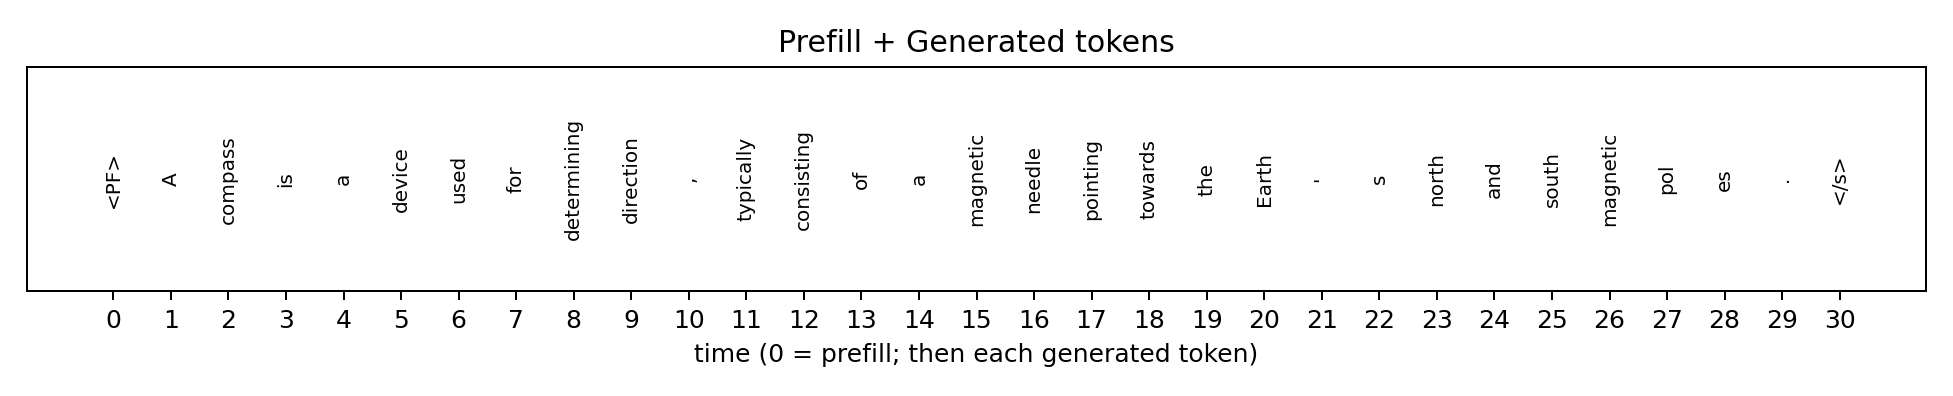 Prefill + Generated tokens
<PF> A compass is a device used for determining direction , typically consisting of a magnetic needle pointing towards the Earth ' s north and south magnetic pol es . </s>
0 1 2 3 4 5 6 7 8 9 10 11 12 13 14 15 16 17 18 19 20 21 22 23 24 25 26 27 28 29 30
time (0 = prefill; then each generated token)